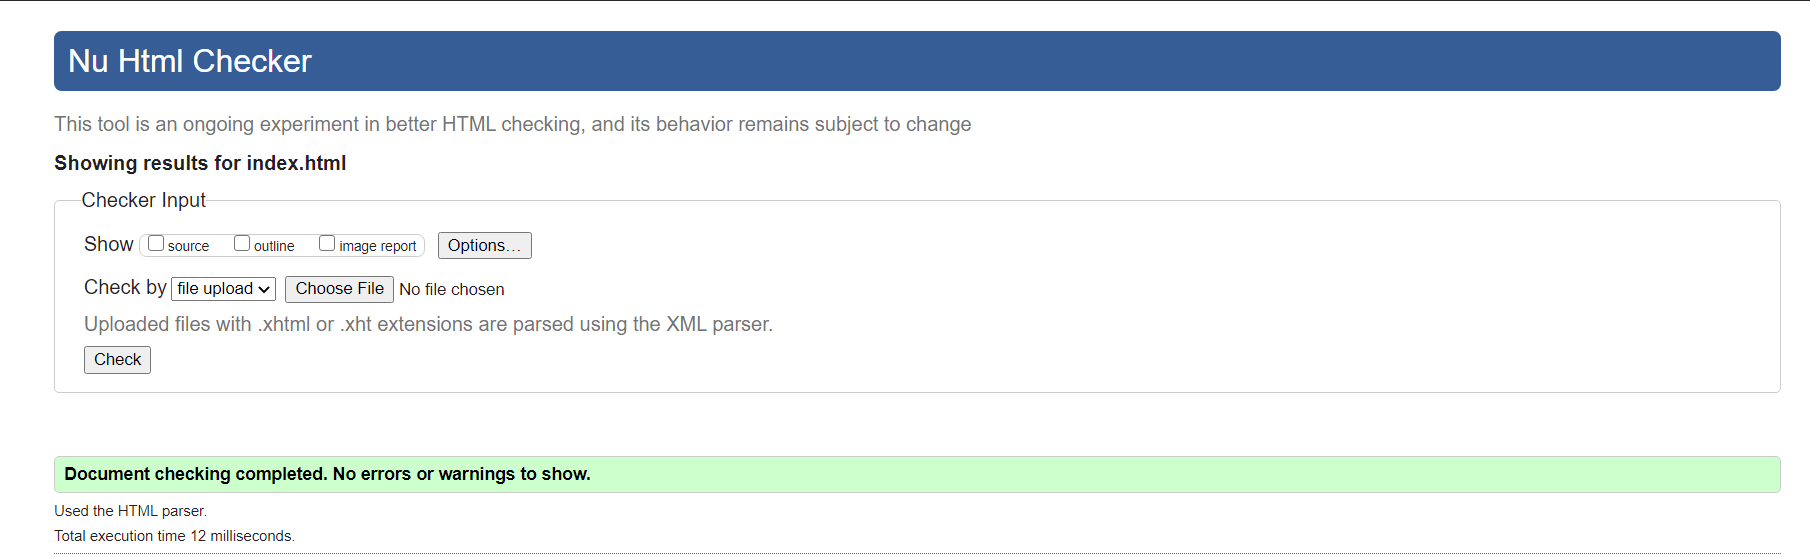 Nu Html Checker
This tool is an ongoing experiment in better HTML checking, and its behavior remains subject to change
Showing results for index.html
Checker Input
Show source outline image report Options...
Check by file upload Choose File No file chosen
Uploaded files with .xhtml or .xht extensions are parsed using the XML parser.
Check
Document checking completed. No errors or warnings to show.
Used the HTML parser.
Total execution time 12 milliseconds.